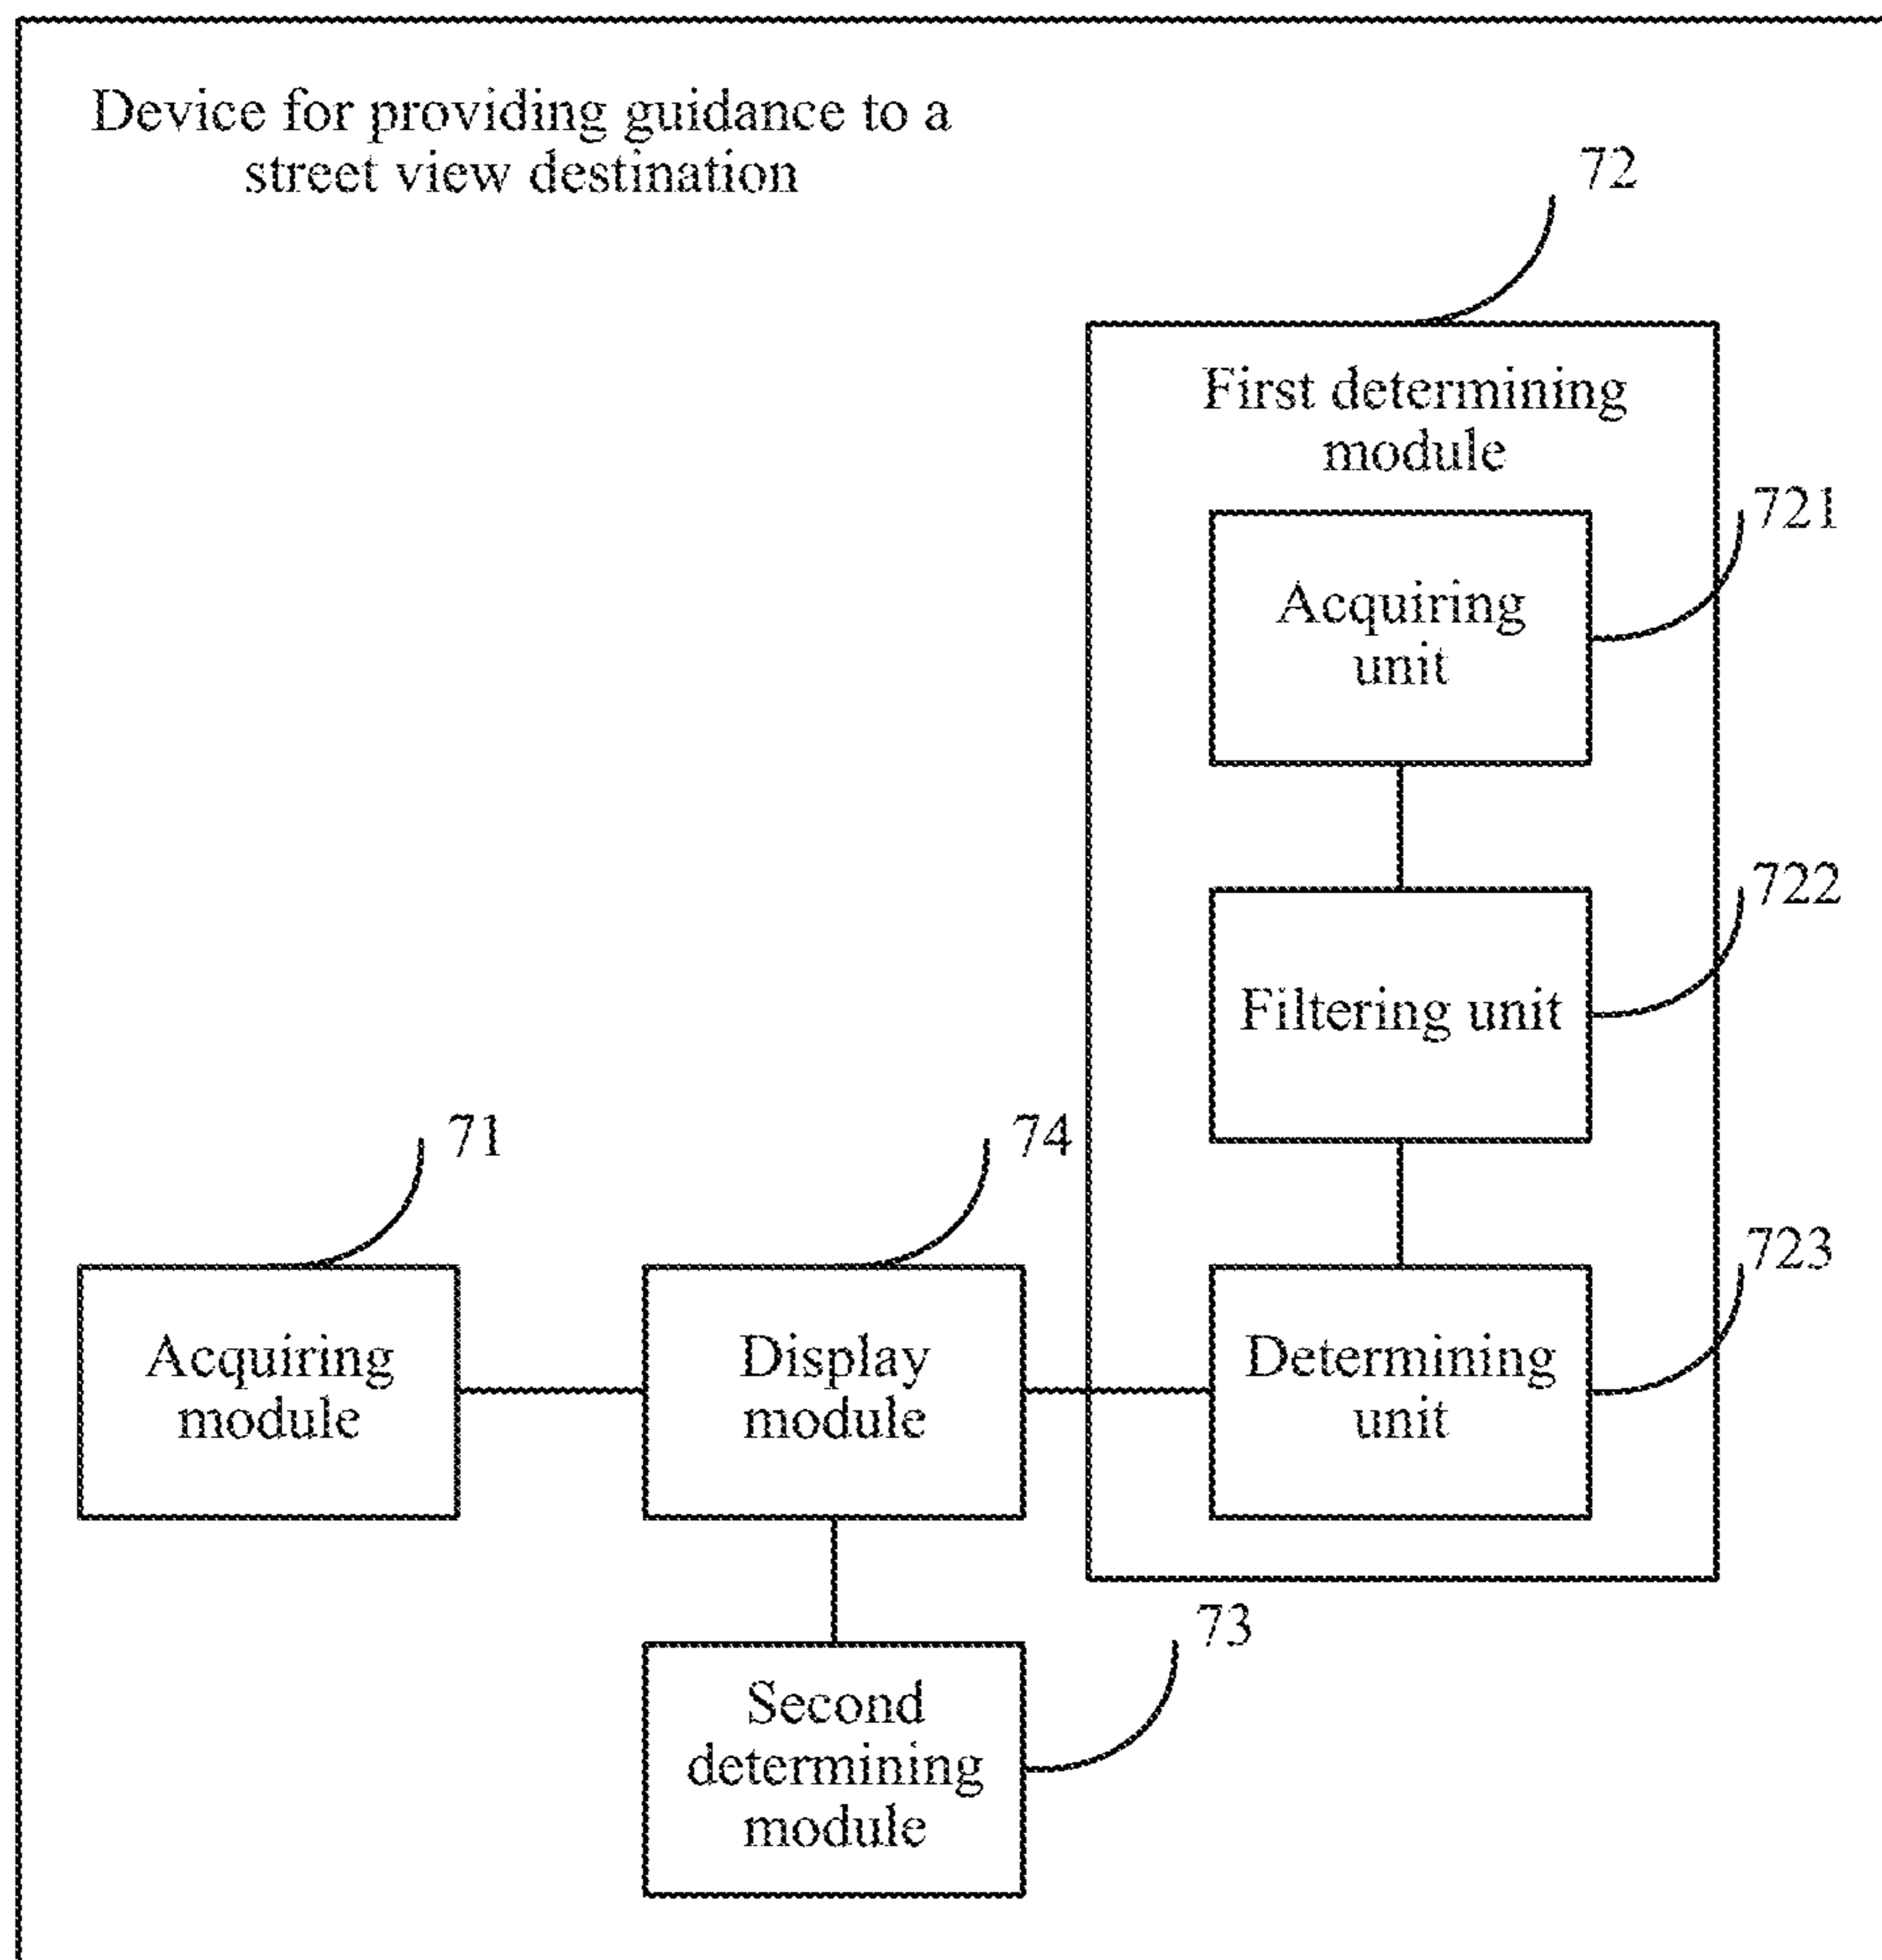 Device for providing guidance to a
street view destination
72
First determining
module
721
Acquiring
unit
722
Filtering unit
71
74
723
Acquiring
module
Display
module
Determining
unit
73
Second
determining
module